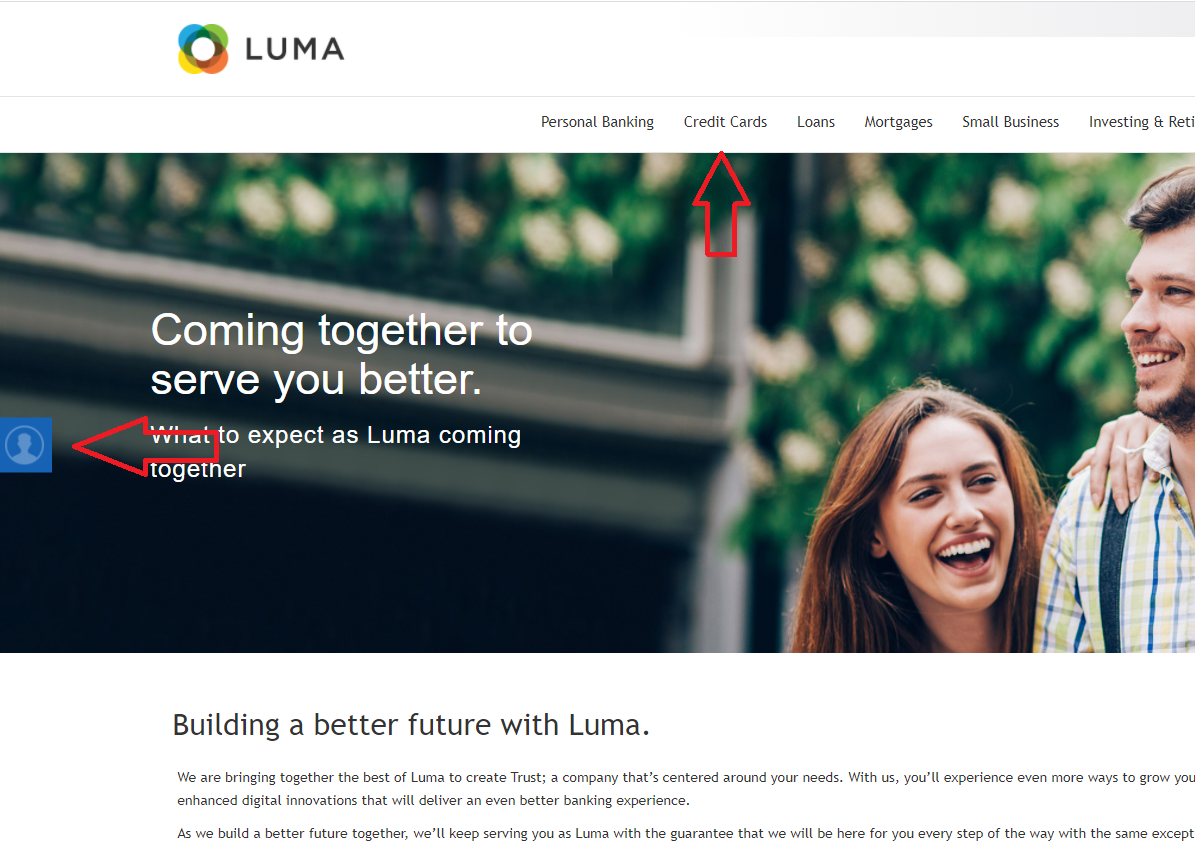 LUMA
Personal Banking Credit Cards Loans Mortgages Small Business Investing &
Coming together to
serve you better.
What to expect as Luma coming
together
Building a better future with Luma.
We are bringing together the best of Luma to create Trust; a company that’s centered around your needs. With us, you’ll experience even more ways to grow
enhanced digital innovations that will deliver an even better banking experience.
As we build a better future together, we’ll keep serving you as Luma with the guarantee that we will be here for you every step of the way with the same